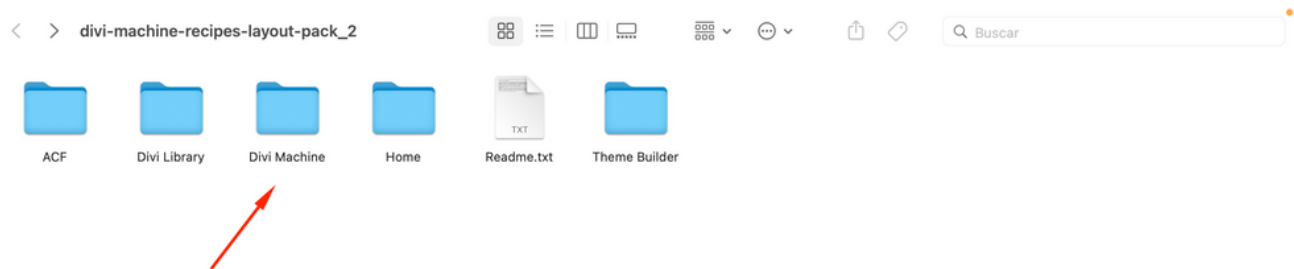 divi-machine-recipes-layout-pack_2
Buscar
TXT
ACF
Divi Library
Divi Machine
Home
Readme.txt
Theme Builder